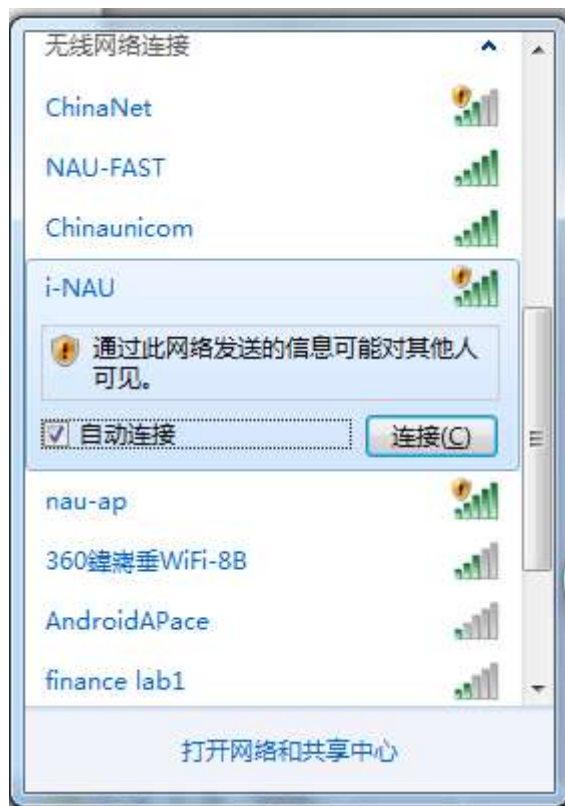 无线网络连接
ChinaNet
NAU-FAST
Chinaunicom
i-NAU
通过此网络发送的信息可能对其他人
可见。
自动连接
连接(C)
nau-ap
360鍏嶈垂WiFi-8B
AndroidAPace
finance lab1
打开网络和共享中心